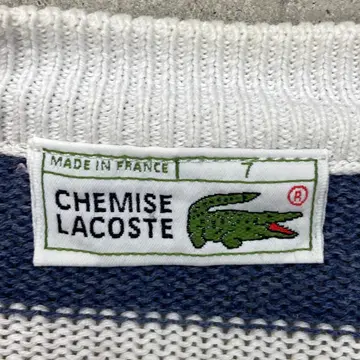 MADE IN FRANCE 7
CHEMISE ®
LACOSTE